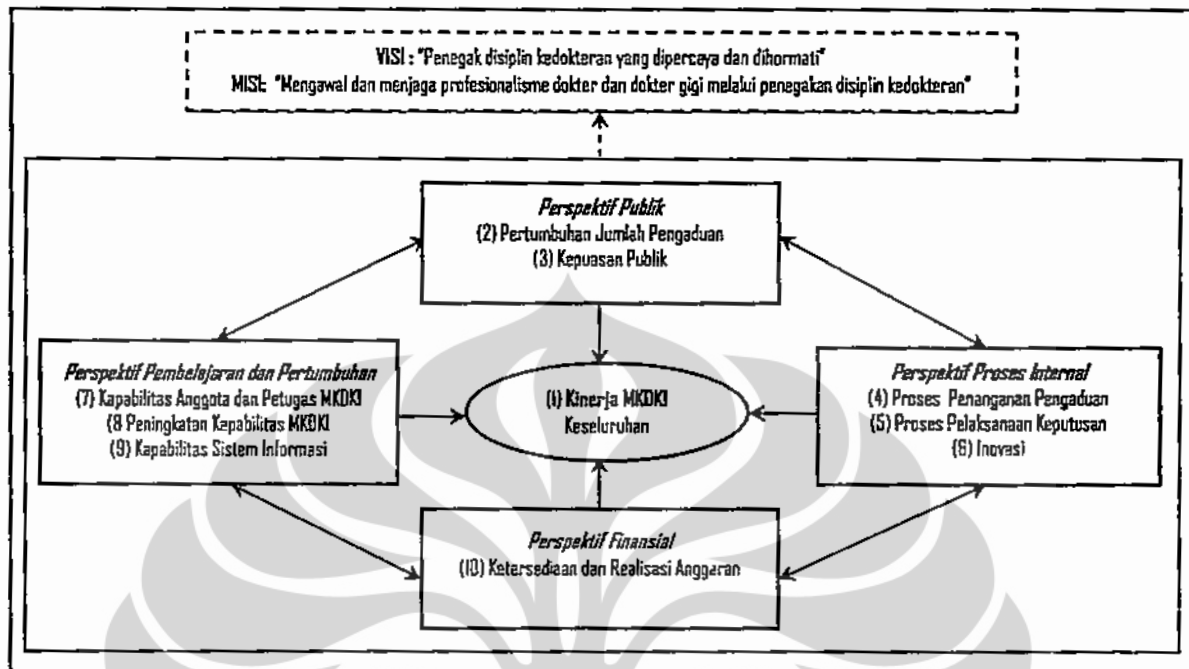 VISI : "Penegak disiplin kedokteran yang dipercaya dan dihormati"
MISI: "Mengawal dan menjaga profesionalisme dokter dan dokter gigi melalui penegakan disiplin kedokteran"
Perspektif Publik
(2) Pertumbuhan Jumlah Pengaduan
(3) Kepuasan Publik
Perspektif Pembelajaran dan Pertumbuhan
(7) Kapabilitas Anggota dan Petugas MKDKI
(8 Peningkatan Kapabilitas MKDKI
(9) Kapabilitas Sistem Informasi
(1) Kinerja MKDKI
Keseluruhan
Perspektif Proses Internal
(4) Proses Penanganan Pengaduan
(5) Proses Pelaksanaan Keputusan
(6) Inovasi
Perspektif Finansial
(10) Ketersediaan dan Realisasi Anggaran